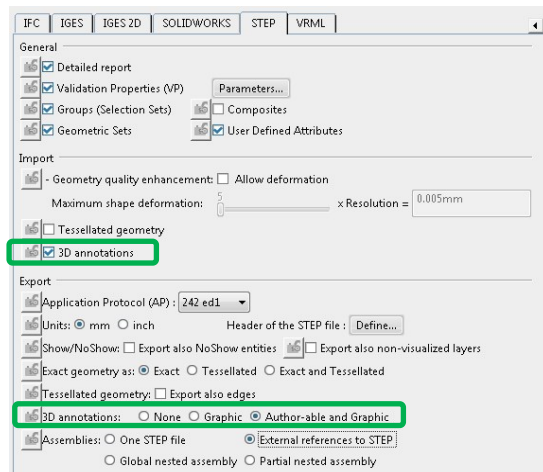 IFC IGES IGES 2D SOLIDWORKS STEP VRML
General
Detailed report
Validation Properties (VP) Parameters...
Groups (Selection Sets) Composites
Geometric Sets User Defined Attributes
Import
- Geometry quality enhancement: Allow deformation
5
Maximum shape deformation: x Resolution = 0.005mm
0
Tessellated geometry
3D annotations
Export
Application Protocol (AP) : 242 ed1
Units: mm inch Header of the STEP file : Define...
Show/NoShow: Export also NoShow entities Export also non-visualized layers
Exact geometry as: Exact Tessellated Exact and Tessellated
Tessellated geometry: Export also edges
3D annotations: None Graphic Author-able and Graphic
Assemblies: One STEP file External references to STEP
Global nested assembly Partial nested assembly